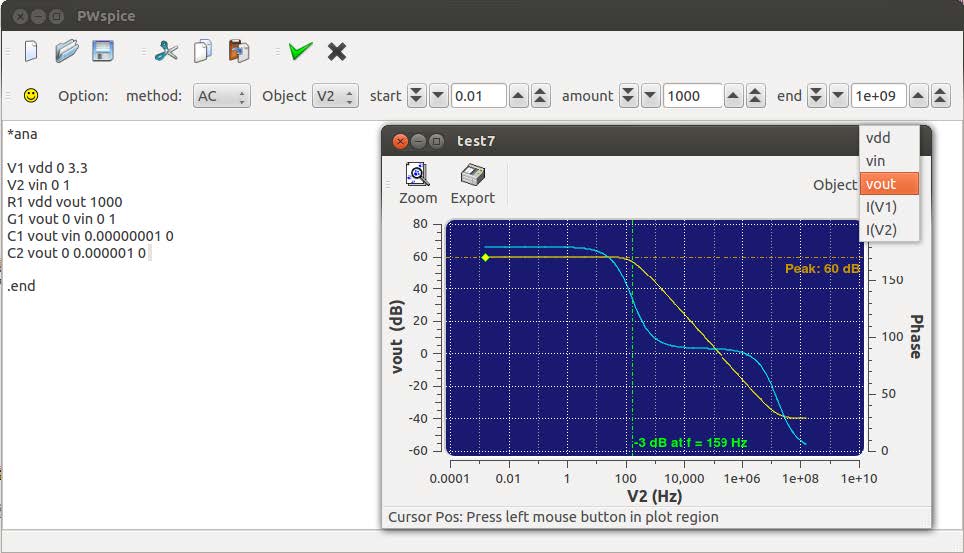 PWspice
Option: method: AC Object V2 start 0.01 amount 1000 end 1e+09
*ana
V1 vdd 0 3.3
V2 vin 0 1
R1 vdd vout 1000
G1 vout 0 vin 0 1
C1 vout vin 0.00000001 0
C2 vout 0 0.000001 0
.end
test7
Zoom Export Object
vdd
vin
vout
I(V1)
I(V2)
80
60
40
20
0
-20
-40
-60
vout (dB)
Peak: 60 dB
-3 dB at f = 159 Hz
150
100
50
0
Phase
0.0001 0.01 1 100 10,000 1e+06 1e+08 1e+10
V2 (Hz)
Cursor Pos: Press left mouse button in plot region